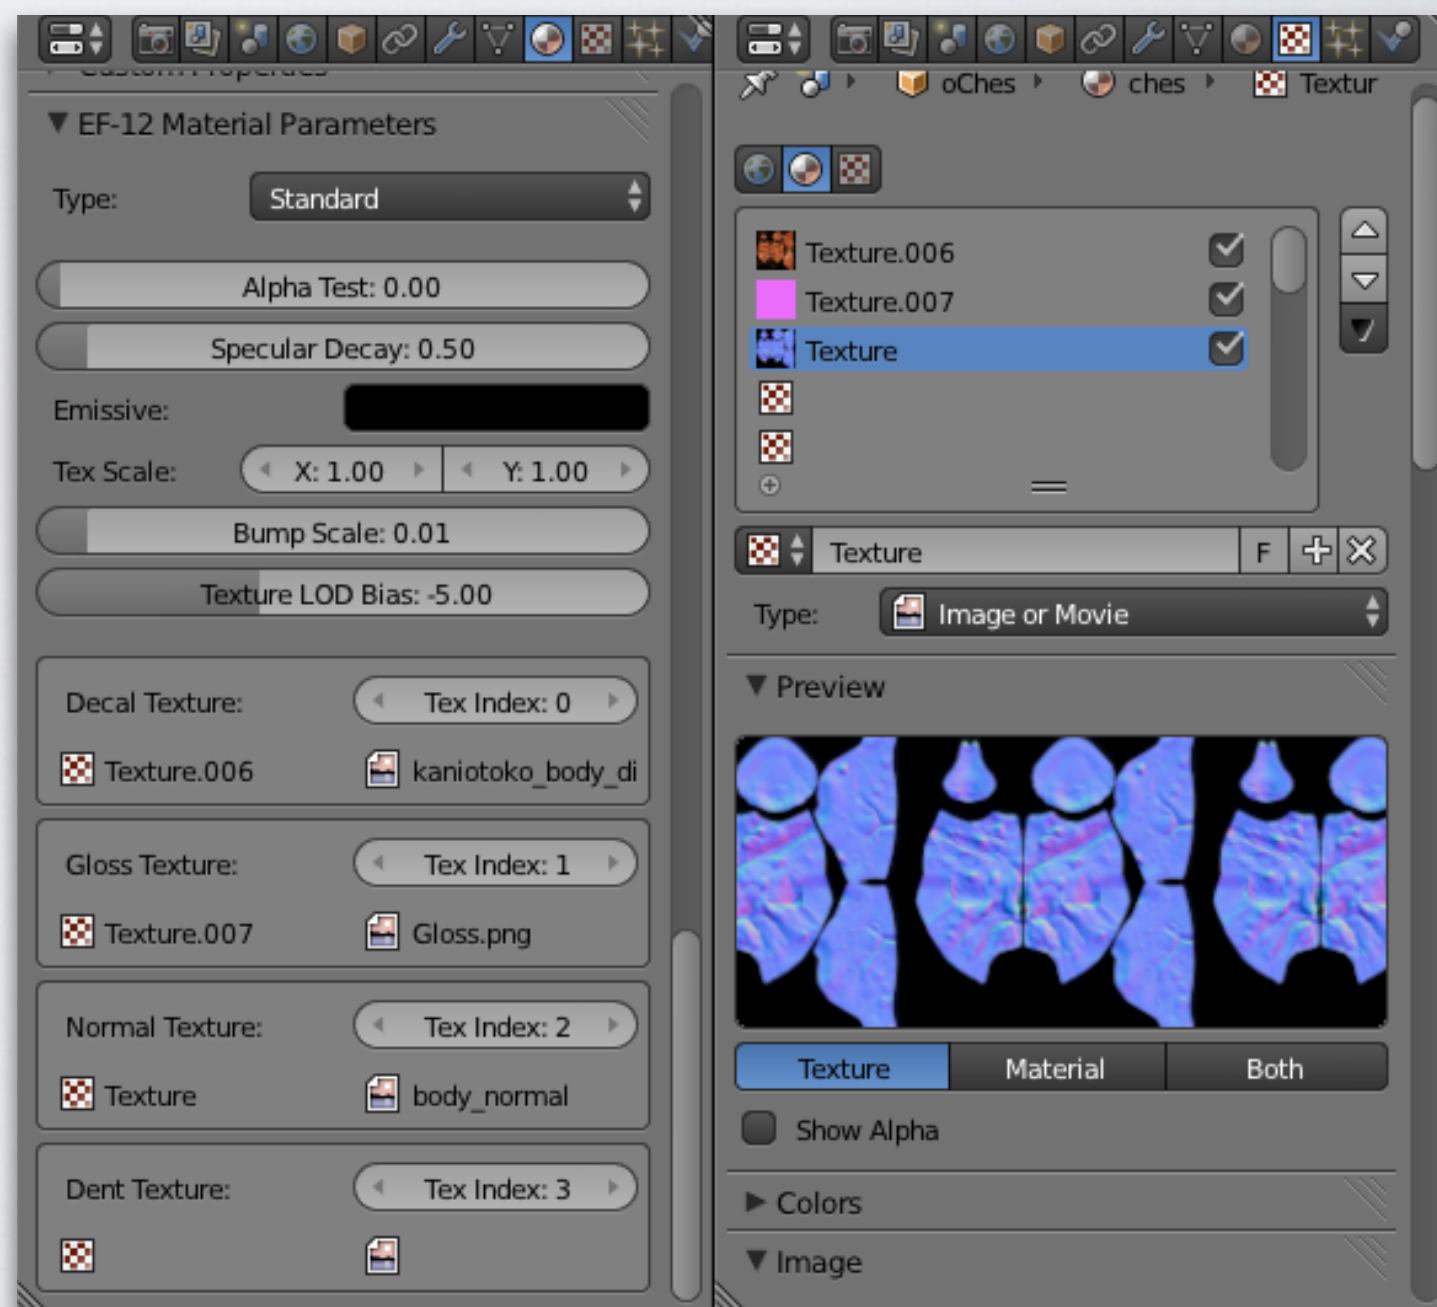 Custom Properties
EF-12 Material Parameters
Type: Standard
Alpha Test: 0.00
Specular Decay: 0.50
Emissive:
Tex Scale: X: 1.00 Y: 1.00
Bump Scale: 0.01
Texture LOD Bias: -5.00
Decal Texture: Tex Index: 0
Texture.006 kaniotoko_body_di
Gloss Texture: Tex Index: 1
Texture.007 Gloss.png
Normal Texture: Tex Index: 2
Texture body_normal
Dent Texture: Tex Index: 3
oChes ches Textur
Texture.006
Texture.007
Texture
Texture F
Type: Image or Movie
Preview
Texture Material Both
Show Alpha
Colors
Image